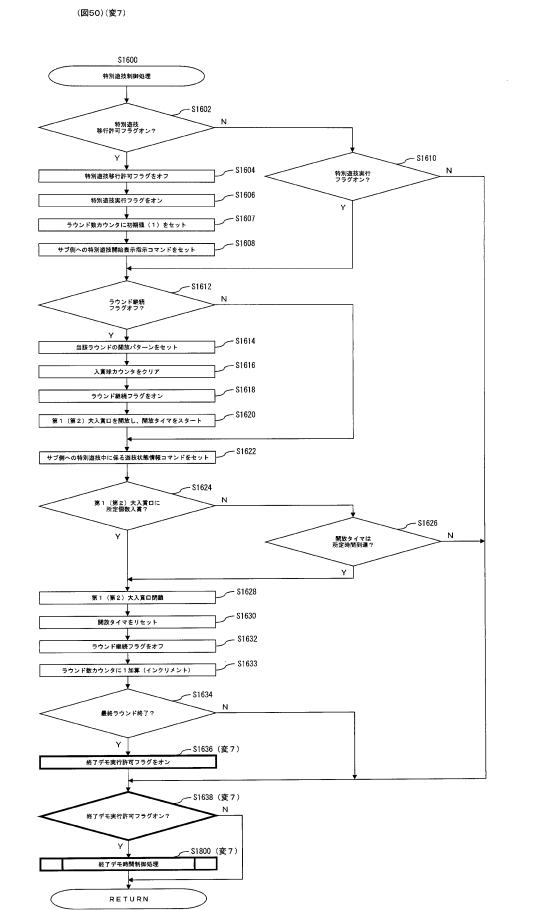 (図50)(変7)
S1600
特別遊技制御処理
S1602
特別遊技
移行許可フラグオン?
N
Y
S1604
特別遊技移行許可フラグをオフ
S1606
特別遊技実行フラグをオン
S1607
ラウンド数カウンタに初期値(1)をセット
S1608
サブ側への特別遊技開始表示指示コマンドをセット
S1610
特別遊技実行
フラグオン?
N
Y
S1612
ラウンド継続
フラグオフ?
N
Y
S1614
当該ラウンドの開放パターンをセット
S1616
入賞球カウンタをクリア
S1618
ラウンド継続フラグをオン
S1620
第1(第2)大入賞口を開放し、開放タイマをスタート
S1622
サブ側への特別遊技中に係る遊技状態情報コマンドをセット
S1624
第1(第2)大入賞口に
所定個数入賞?
N
Y
S1626
開放タイマは
所定時間到達?
N
Y
S1628
第1(第2)大入賞口閉鎖
S1630
開放タイマをリセット
S1632
ラウンド継続フラグをオフ
S1633
ラウンド数カウンタに1加算(インクリメント)
S1634
最終ラウンド終了?
N
Y
S1636(変7)
終了デモ実行許可フラグをオン
S1638(変7)
終了デモ実行許可フラグオン?
N
Y
S1800(変7)
終了デモ時間制御処理
RETURN